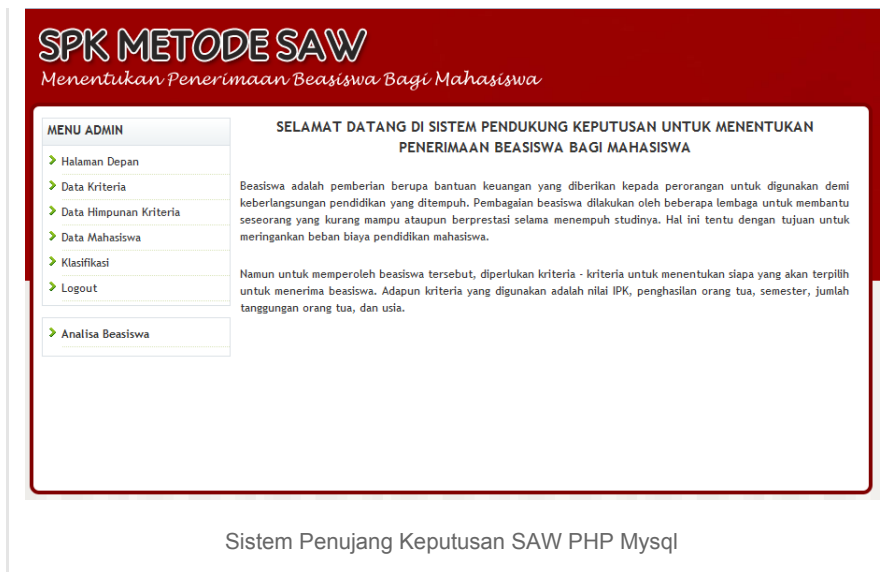 SPK METODE SAW
Menentukan Penerimaan Beasiswa Bagi Mahasiswa
MENU ADMIN
Halaman Depan
Data Kriteria
Data Himpunan Kriteria
Data Mahasiswa
Klasifikasi
Logout
Analisa Beasiswa
SELAMAT DATANG DI SISTEM PENDUKUNG KEPUTUSAN UNTUK MENENTUKAN
PENERIMAAN BEASISWA BAGI MAHASISWA
Beasiswa adalah pemberian berupa bantuan keuangan yang diberikan kepada perorangan untuk digunakan demi
keberlangsungan pendidikan yang ditempuh. Pembagaian beasiswa dilakukan oleh beberapa lembaga untuk membantu
seseorang yang kurang mampu ataupun berprestasi selama menempuh studinya. Hal ini tentu dengan tujuan untuk
meringankan beban biaya pendidikan mahasiswa.
Namun untuk memperoleh beasiswa tersebut, diperlukan kriteria - kriteria untuk menentukan siapa yang akan terpilih
untuk menerima beasiswa. Adapun kriteria yang digunakan adalah nilai IPK, penghasilan orang tua, semester, jumlah
tanggungan orang tua, dan usia.
Sistem Penujang Keputusan SAW PHP Mysql